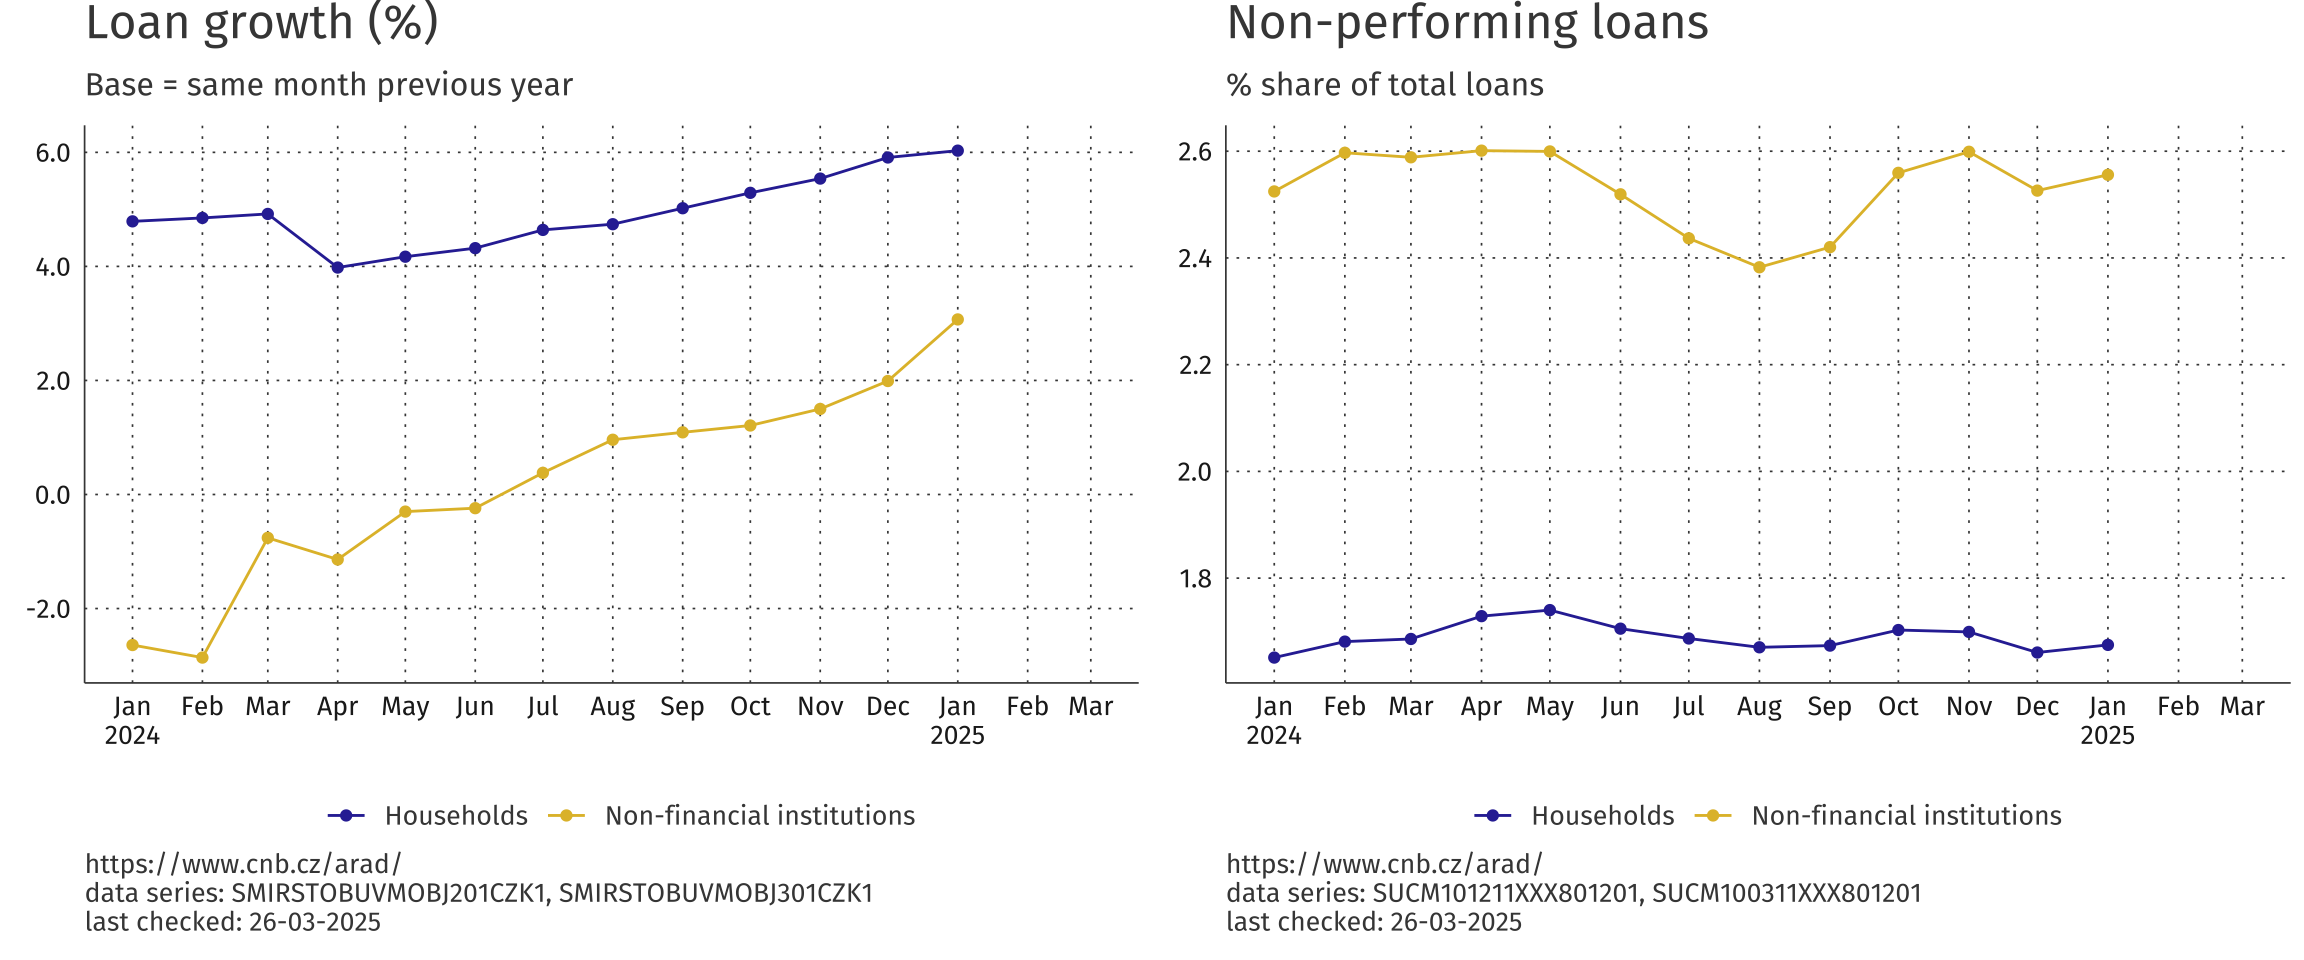 Loan growth (%)
Base = same month previous year
6.0
4.0
2.0
0.0
-2.0
Jan Feb Mar Apr May Jun Jul Aug Sep Oct Nov Dec Jan Feb Mar
2024 2025
Households Non-financial institutions
https://www.cnb.cz/arad/
data series: SMIRSTOBUVMOBJ201CZK1, SMIRSTOBUVMOBJ301CZK1
last checked: 26-03-2025
Non-performing loans
% share of total loans
2.6
2.4
2.2
2.0
1.8
Jan Feb Mar Apr May Jun Jul Aug Sep Oct Nov Dec Jan Feb Mar
2024 2025
Households Non-financial institutions
https://www.cnb.cz/arad/
data series: SUCM101211XXX801201, SUCM100311XXX801201
last checked: 26-03-2025